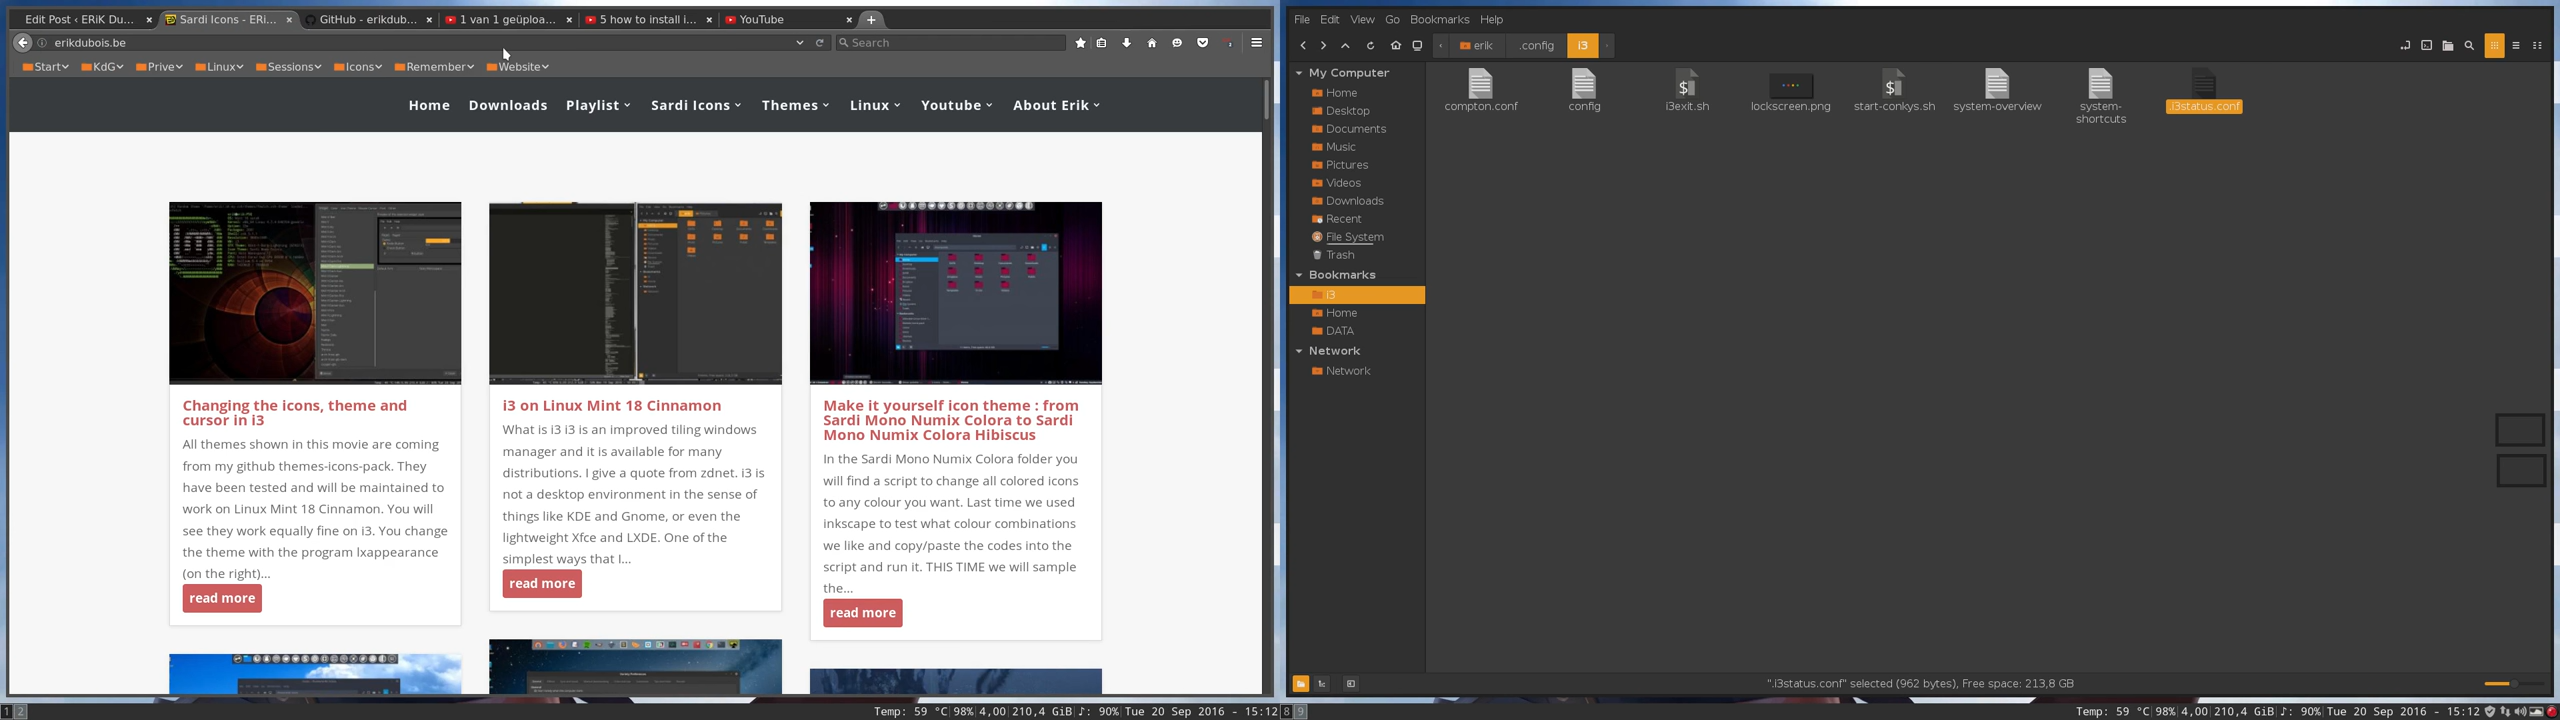 Edit Post ‹ ERiK Du...
Sardi Icons - ERi...
GitHub - erikdub...
1 van 1 geüploa...
5 how to install i...
YouTube
erikdubois.be
Search
Start
KdG
Prive
Linux
Sessions
Icons
Remember
Website
Home
Downloads
Playlist
Sardi Icons
Themes
Linux
Youtube
About Erik
Changing the icons, theme and
cursor in i3
All themes shown in this movie are coming
from my github themes-icons-pack. They
have been tested and will be maintained to
work on Linux Mint 18 Cinnamon. You will
see they work equally fine on i3. You change
the theme with the program lxappearance
(on the right)...
read more
i3 on Linux Mint 18 Cinnamon
What is i3 i3 is an improved tiling windows
manager and it is available for many
distributions. I give a quote from zdnet. i3 is
not a desktop environment in the sense of
things like KDE and Gnome, or even the
lightweight Xfce and LXDE. One of the
simplest ways that I...
read more
Make it yourself icon theme : from
Sardi Mono Numix Colora to Sardi
Mono Numix Colora Hibiscus
In the Sardi Mono Numix Colora folder you
will find a script to change all colored icons
to any colour you want. Last time we used
inkscape to test what colour combinations
we like and copy/paste the codes into the
script and run it. THIS TIME we will sample
the...
read more
1 2
Temp: 59 °C 98% 4,00 210,4 GiB ♪: 90% Tue 20 Sep 2016 - 15:12
File Edit View Go Bookmarks Help
erik
.config
i3
My Computer
Home
Desktop
Documents
Music
Pictures
Videos
Downloads
Recent
File System
Trash
Bookmarks
i3
Home
DATA
Network
Network
compton.conf
config
i3exit.sh
lockscreen.png
start-conkys.sh
system-overview
system-
shortcuts
.i3status.conf
".i3status.conf" selected (962 bytes), Free space: 213,8 GB
8 9
Temp: 59 °C 98% 4,00 210,4 GiB ♪: 90% Tue 20 Sep 2016 - 15:12